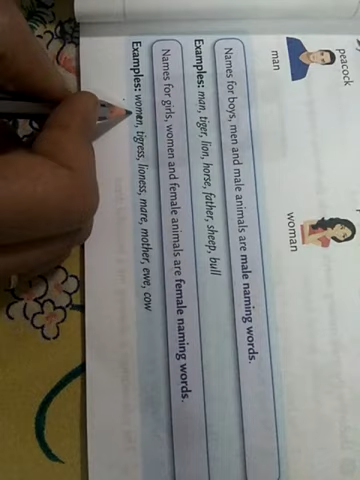 peacock
man
woman
Names for boys, men and male animals are male naming words.
Examples: man, tiger, lion, horse, father, sheep, bull
Names for girls, women and female animals are female naming words.
Examples: women, tigress, lioness, mare, mother, ewe, cow